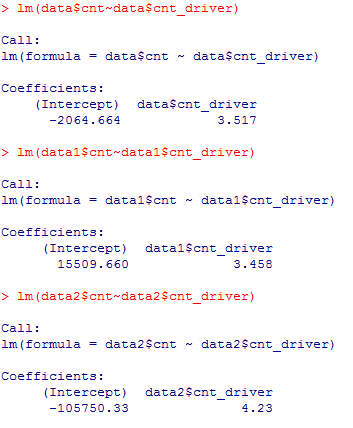 > lm(data$cnt~data$cnt_driver)
Call:
lm(formula = data$cnt ~ data$cnt_driver)
Coefficients:
(Intercept) data$cnt_driver
-2064.664 3.517
> lm(data1$cnt~data1$cnt_driver)
Call:
lm(formula = data1$cnt ~ data1$cnt_driver)
Coefficients:
(Intercept) data1$cnt_driver
15509.660 3.458
> lm(data2$cnt~data2$cnt_driver)
Call:
lm(formula = data2$cnt ~ data2$cnt_driver)
Coefficients:
(Intercept) data2$cnt_driver
-105750.33 4.23